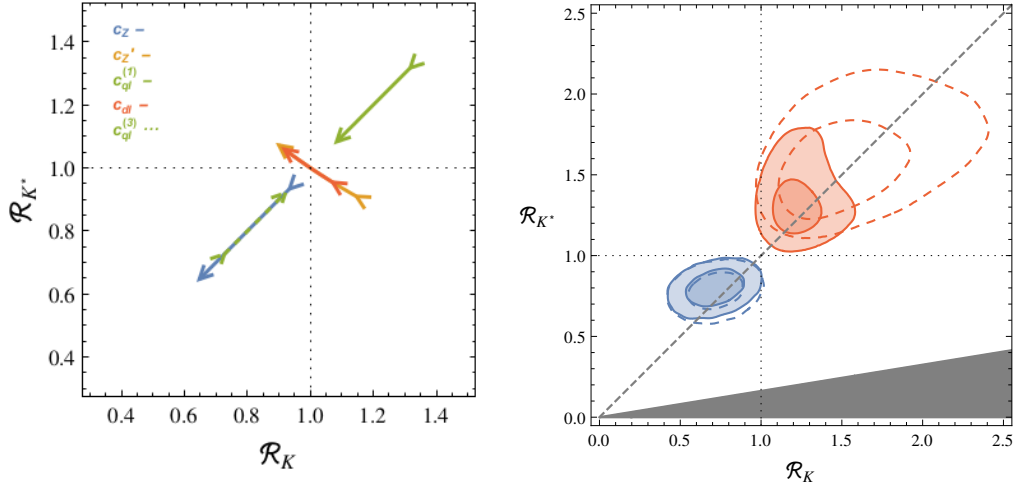 1.4
1.2
1.0
0.8
0.6
0.4
R_K*
c_Z –
c_Z' –
c_ql^(1) –
c_dl –
c_ql^(3) ···
0.4 0.6 0.8 1.0 1.2 1.4
R_K
2.5
2.0
1.5
R_K*
1.0
0.5
0.0
0.0 0.5 1.0 1.5 2.0 2.5
R_K